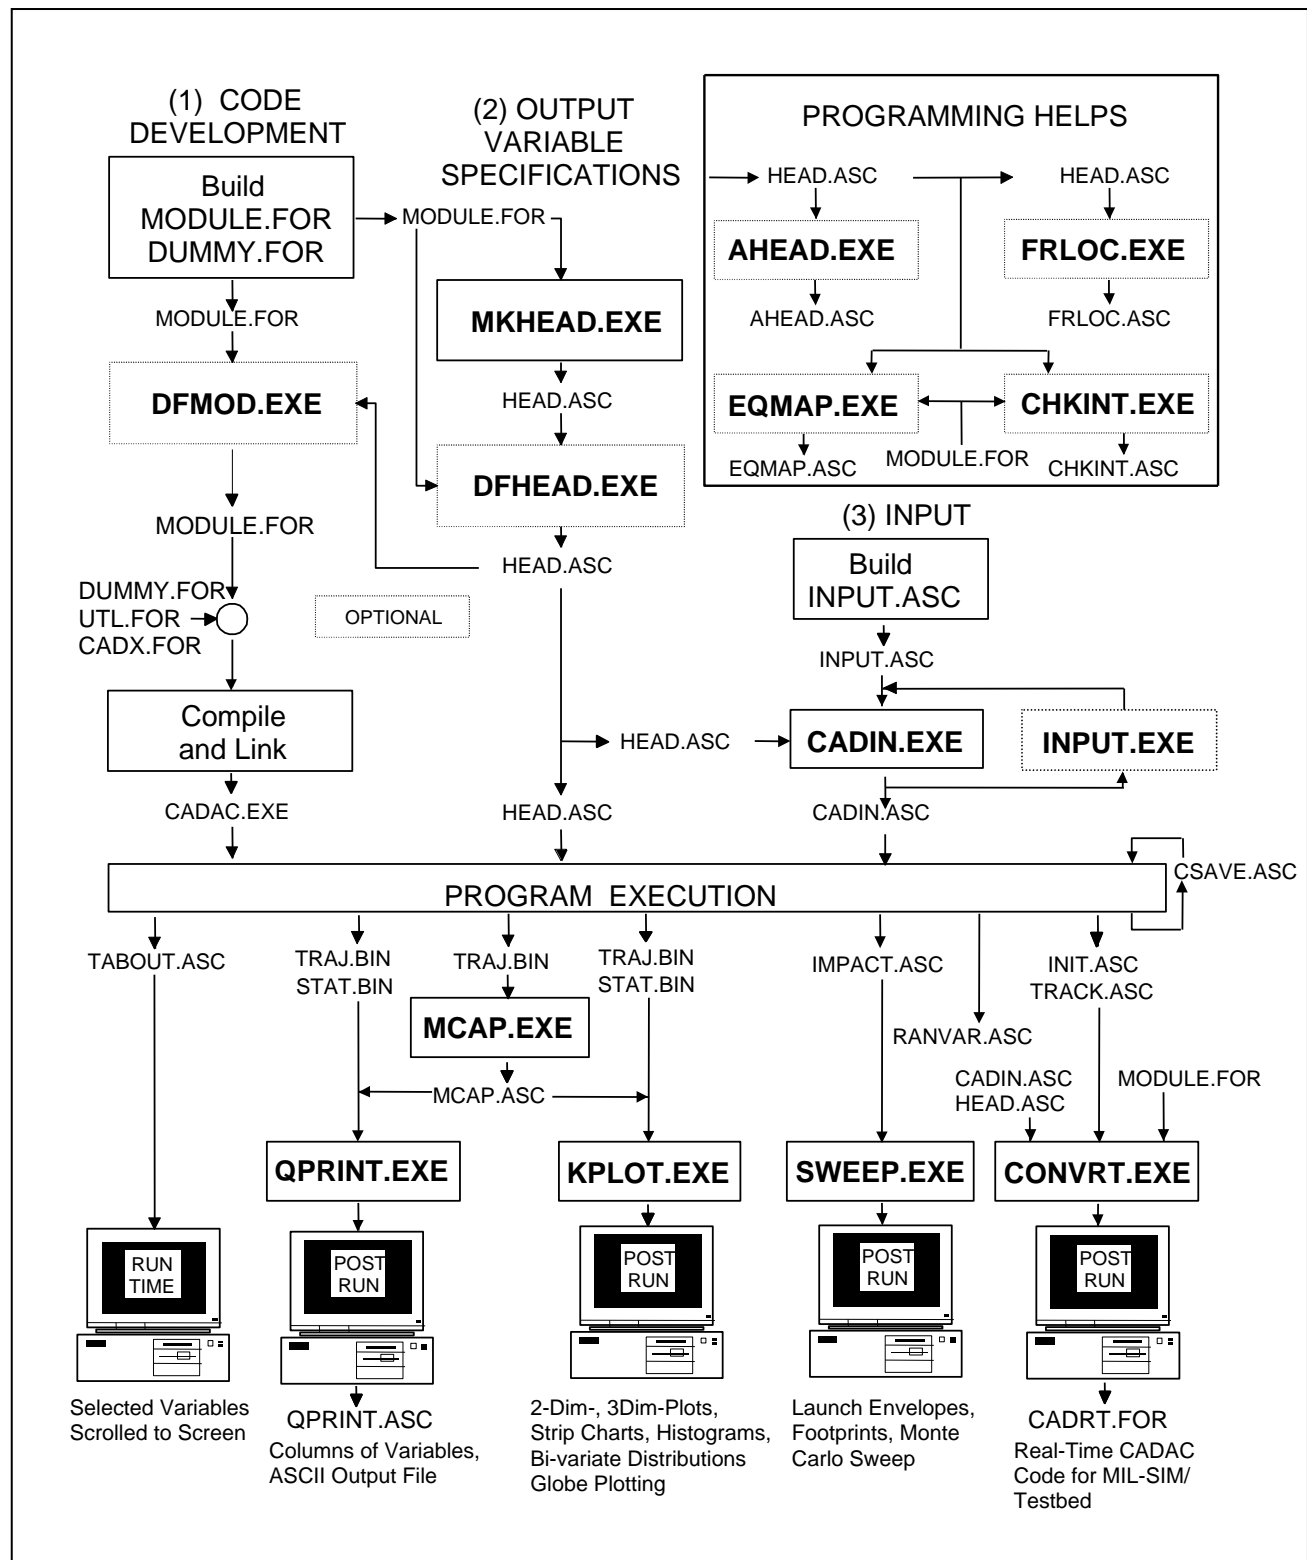 (1) CODE
DEVELOPMENT
(2) OUTPUT
VARIABLE
SPECIFICATIONS
PROGRAMMING HELPS
Build
MODULE.FOR
DUMMY.FOR
MODULE.FOR
HEAD.ASC
HEAD.ASC
AHEAD.EXE
FRLOC.EXE
MODULE.FOR
MKHEAD.EXE
AHEAD.ASC
FRLOC.ASC
DFMOD.EXE
HEAD.ASC
EQMAP.EXE
CHKINT.EXE
EQMAP.ASC
MODULE.FOR
CHKINT.ASC
DFHEAD.EXE
MODULE.FOR
(3) INPUT
HEAD.ASC
Build
INPUT.ASC
DUMMY.FOR
UTL.FOR
CADX.FOR
OPTIONAL
INPUT.ASC
Compile
and Link
HEAD.ASC
CADIN.EXE
INPUT.EXE
CADAC.EXE
HEAD.ASC
CADIN.ASC
PROGRAM EXECUTION
CSAVE.ASC
TABOUT.ASC
TRAJ.BIN
STAT.BIN
TRAJ.BIN
TRAJ.BIN
STAT.BIN
IMPACT.ASC
INIT.ASC
TRACK.ASC
MCAP.EXE
RANVAR.ASC
MCAP.ASC
CADIN.ASC
HEAD.ASC
MODULE.FOR
QPRINT.EXE
KPLOT.EXE
SWEEP.EXE
CONVRT.EXE
RUN
TIME
POST
RUN
POST
RUN
POST
RUN
POST
RUN
Selected Variables
Scrolled to Screen
QPRINT.ASC
Columns of Variables,
ASCII Output File
2-Dim-, 3Dim-Plots,
Strip Charts, Histograms,
Bi-variate Distributions
Globe Plotting
Launch Envelopes,
Footprints, Monte
Carlo Sweep
CADRT.FOR
Real-Time CADAC
Code for MIL-SIM/
Testbed